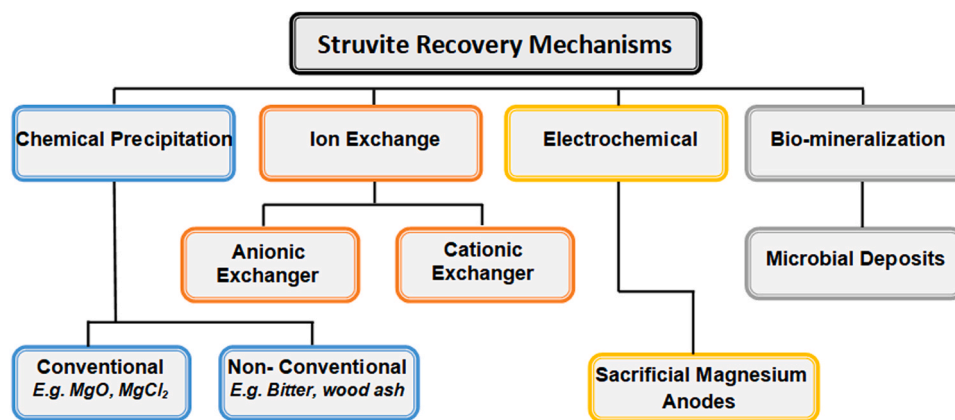 Struvite Recovery Mechanisms
Chemical Precipitation
Ion Exchange
Electrochemical
Bio-mineralization
Anionic
Exchanger
Cationic
Exchanger
Microbial Deposits
Conventional
E.g. MgO, MgCl₂
Non- Conventional
E.g. Bitter, wood ash
Sacrificial Magnesium
Anodes